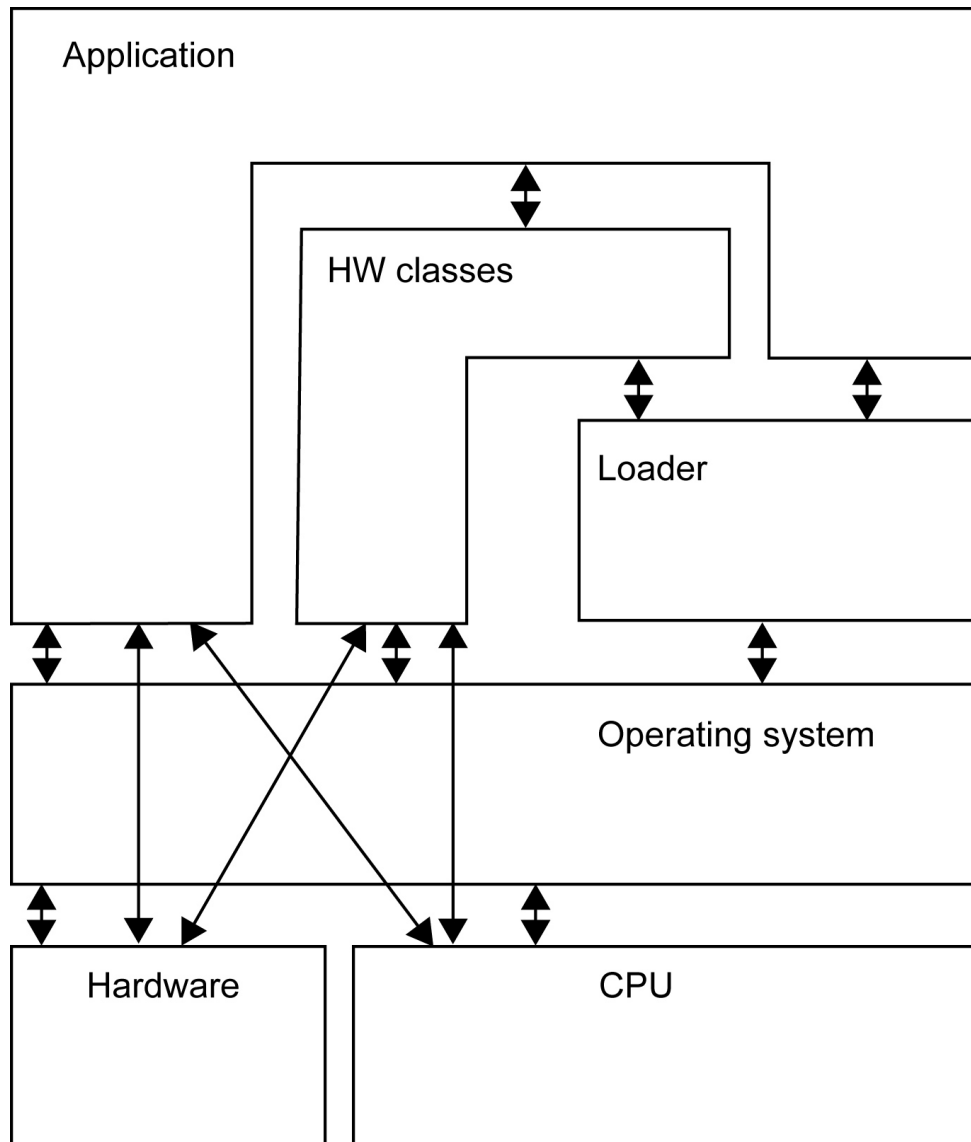 Application
HW classes
Loader
Operating system
Hardware
CPU